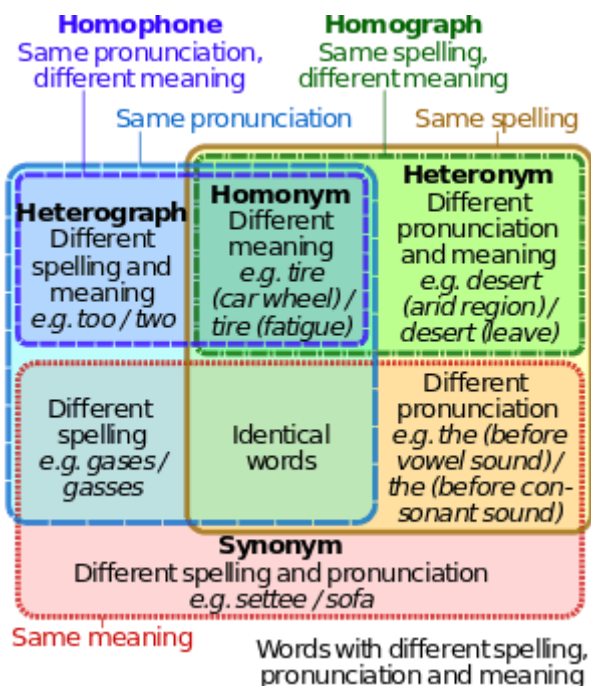 Homophone
Same pronunciation,
different meaning
Homograph
Same spelling,
different meaning
Same pronunciation
Same spelling
Heterograph
Different
spelling and
meaning
e.g. too / two
Homonym
Different
meaning
e.g. tire
(car wheel) /
tire (fatigue)
Heteronym
Different
pronunciation
and meaning
e.g. desert
(arid region) /
desert (leave)
Different
spelling
e.g. gases /
gasses
Identical
words
Different
pronunciation
e.g. the (before
vowel sound) /
the (before con-
sonant sound)
Synonym
Different spelling and pronunciation
e.g. settee / sofa
Same meaning
Words with different spelling,
pronunciation and meaning